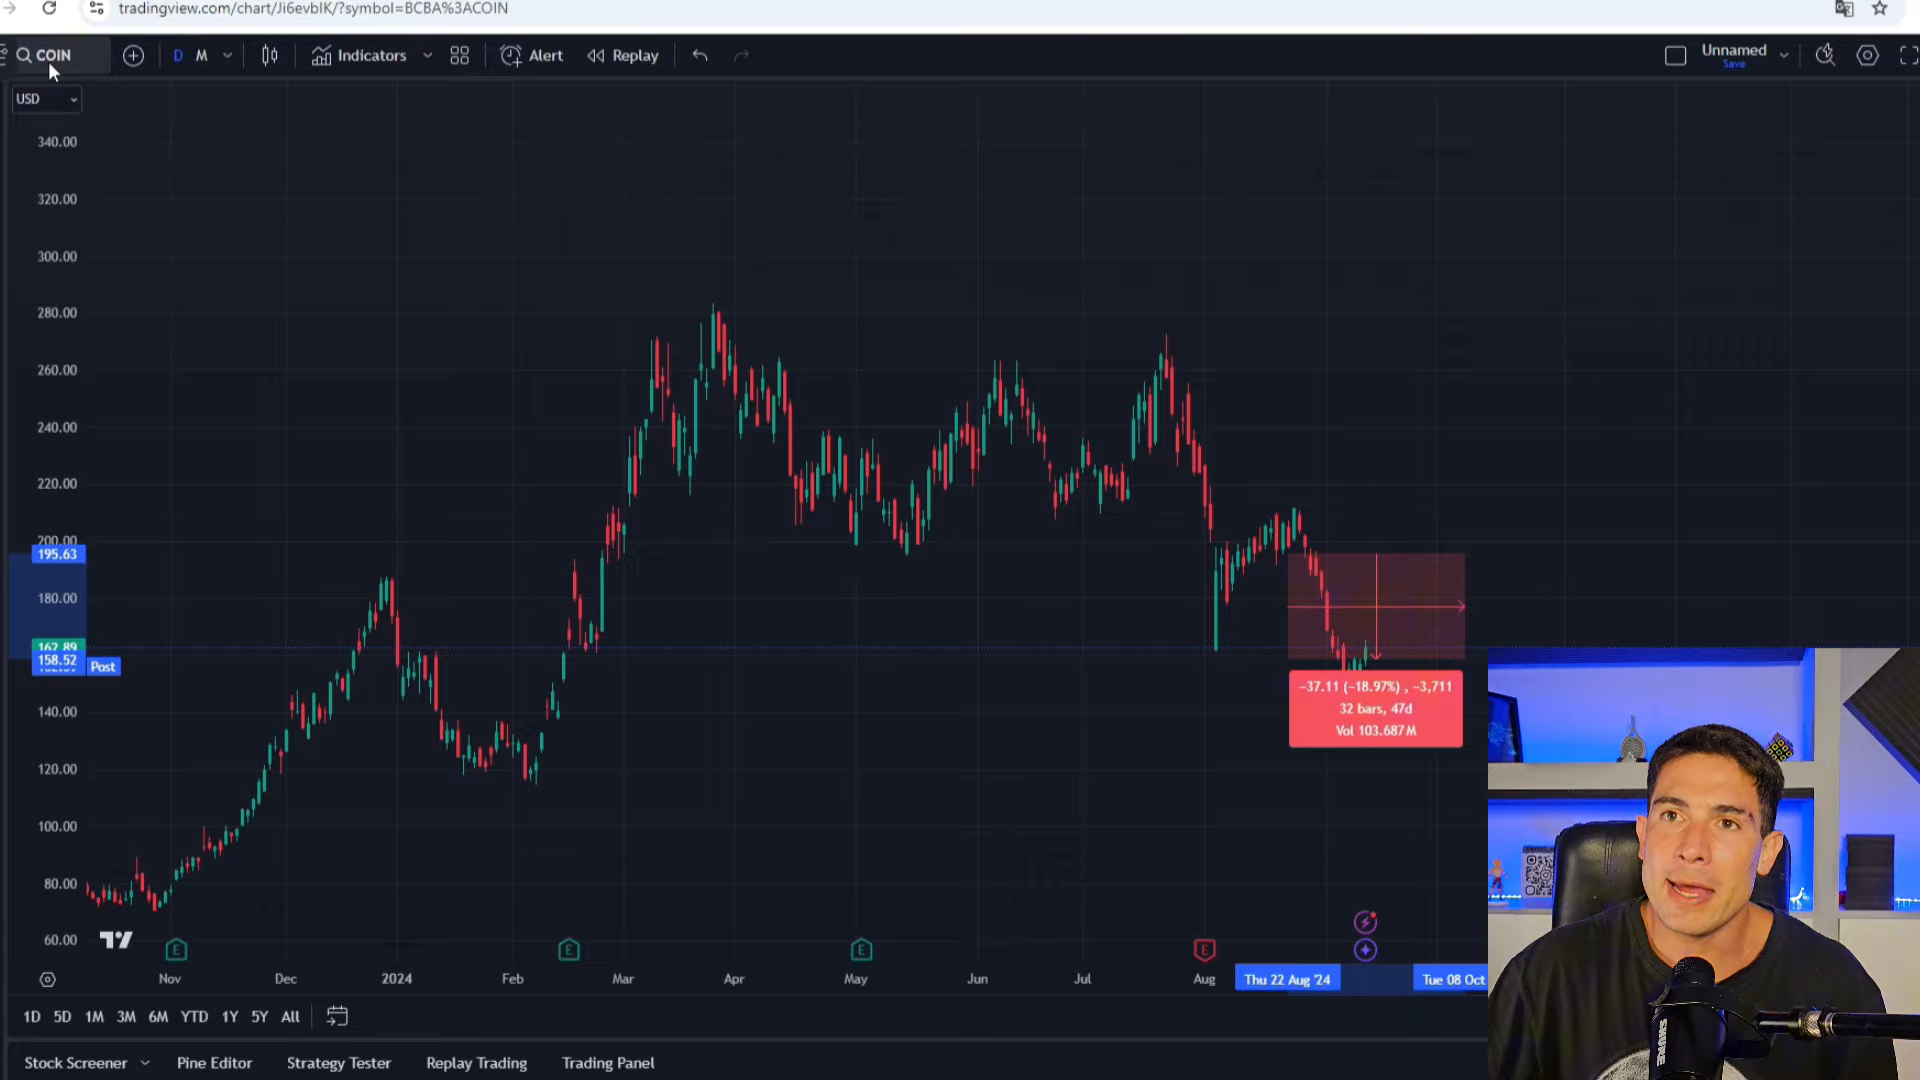 tradingview.com/chart/Ji6evbIK/?symbol=BCBA%3ACOIN
COIN
D M
Indicators
Alert
Replay
Unnamed
Save
USD
340.00
320.00
300.00
280.00
260.00
240.00
220.00
200.00
195.63
180.00
162.89
158.52 Post
140.00
120.00
100.00
80.00
60.00
−37.11 (−18.97%) , −3,711
32 bars, 47d
Vol 103.687M
E E E E
Nov Dec 2024 Feb Mar Apr May Jun Jul Aug Thu 22 Aug '24 Tue 08 Oct
1D 5D 1M 3M 6M YTD 1Y 5Y All
Stock Screener Pine Editor Strategy Tester Replay Trading Trading Panel
SHURE